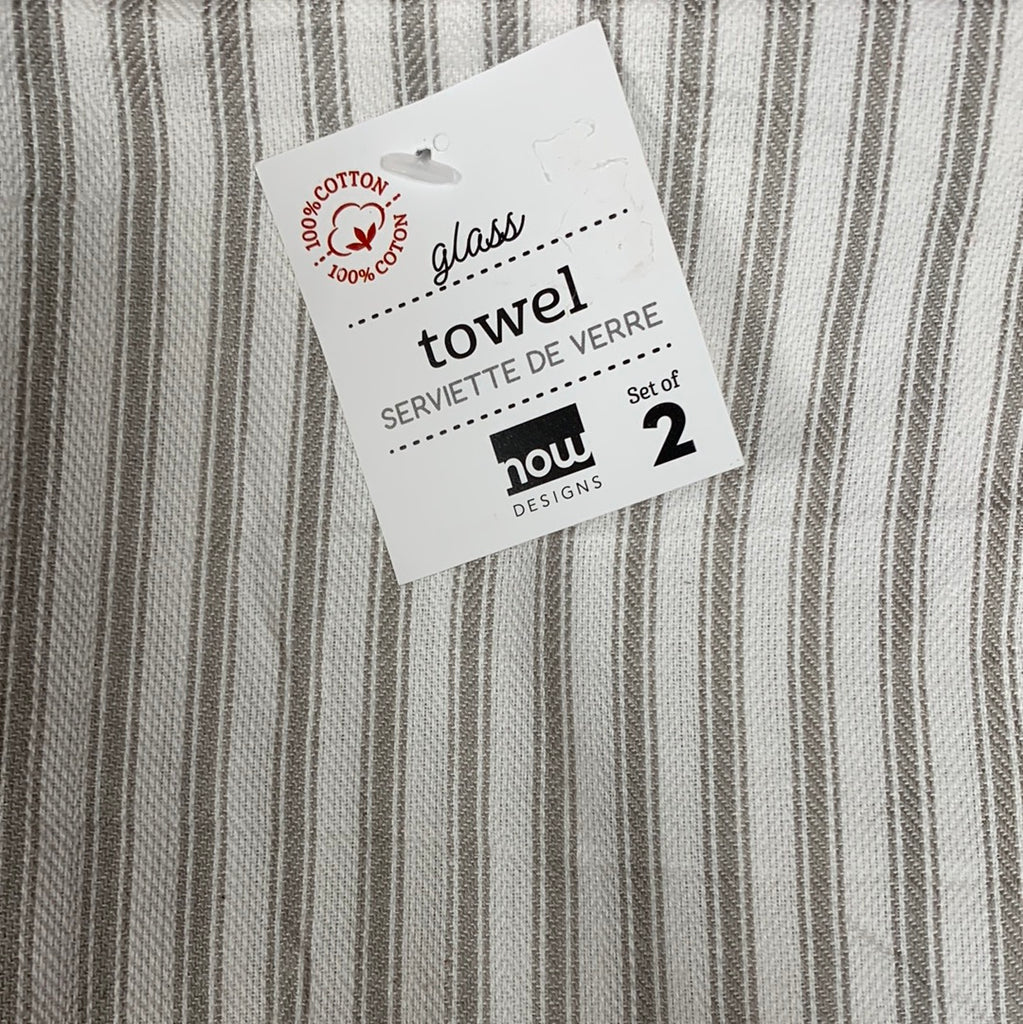 100% COTTON
100% COTON
glass
towel
SERVIETTE DE VERRE
Set of
2
now
DESIGNS